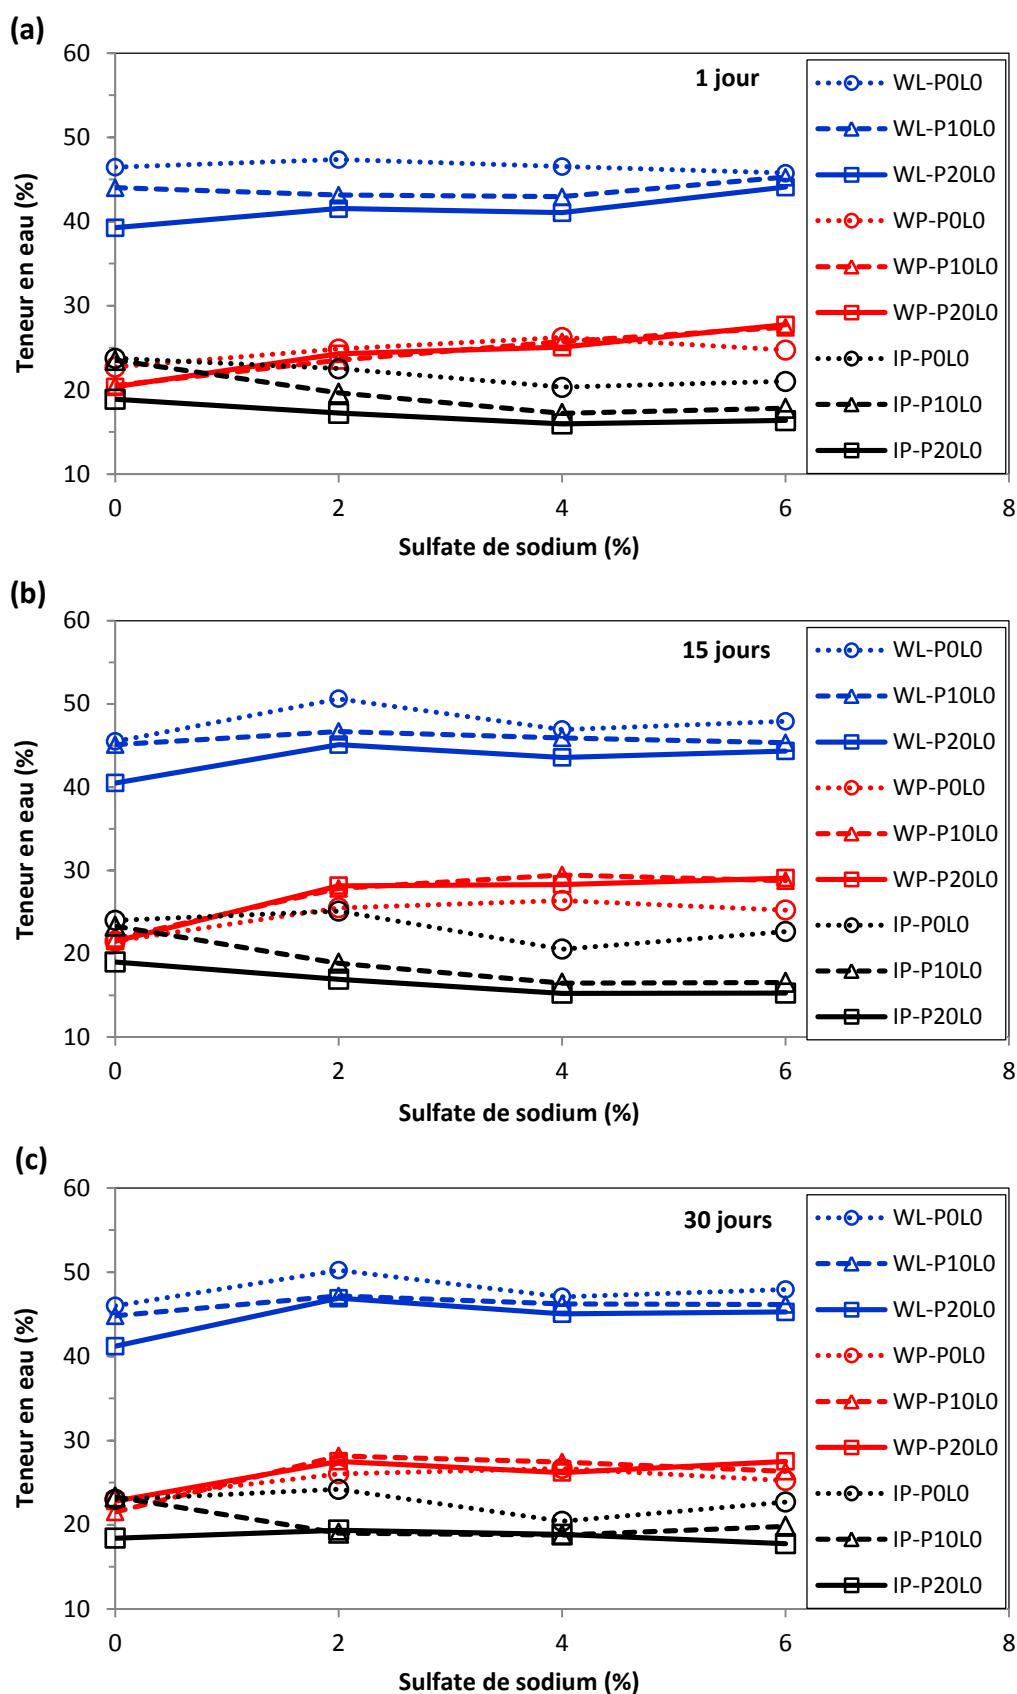 (a)
60
50
40
30
20
10
Teneur en eau (%)
1 jour
WL-P0L0
WL-P10L0
WL-P20L0
WP-P0L0
WP-P10L0
WP-P20L0
IP-P0L0
IP-P10L0
IP-P20L0
0 2 4 6 8
Sulfate de sodium (%)
(b)
60
50
40
30
20
10
Teneur en eau (%)
15 jours
WL-P0L0
WL-P10L0
WL-P20L0
WP-P0L0
WP-P10L0
WP-P20L0
IP-P0L0
IP-P10L0
IP-P20L0
0 2 4 6 8
Sulfate de sodium (%)
(c)
60
50
40
30
20
10
Teneur en eau (%)
30 jours
WL-P0L0
WL-P10L0
WL-P20L0
WP-P0L0
WP-P10L0
WP-P20L0
IP-P0L0
IP-P10L0
IP-P20L0
0 2 4 6 8
Sulfate de sodium (%)